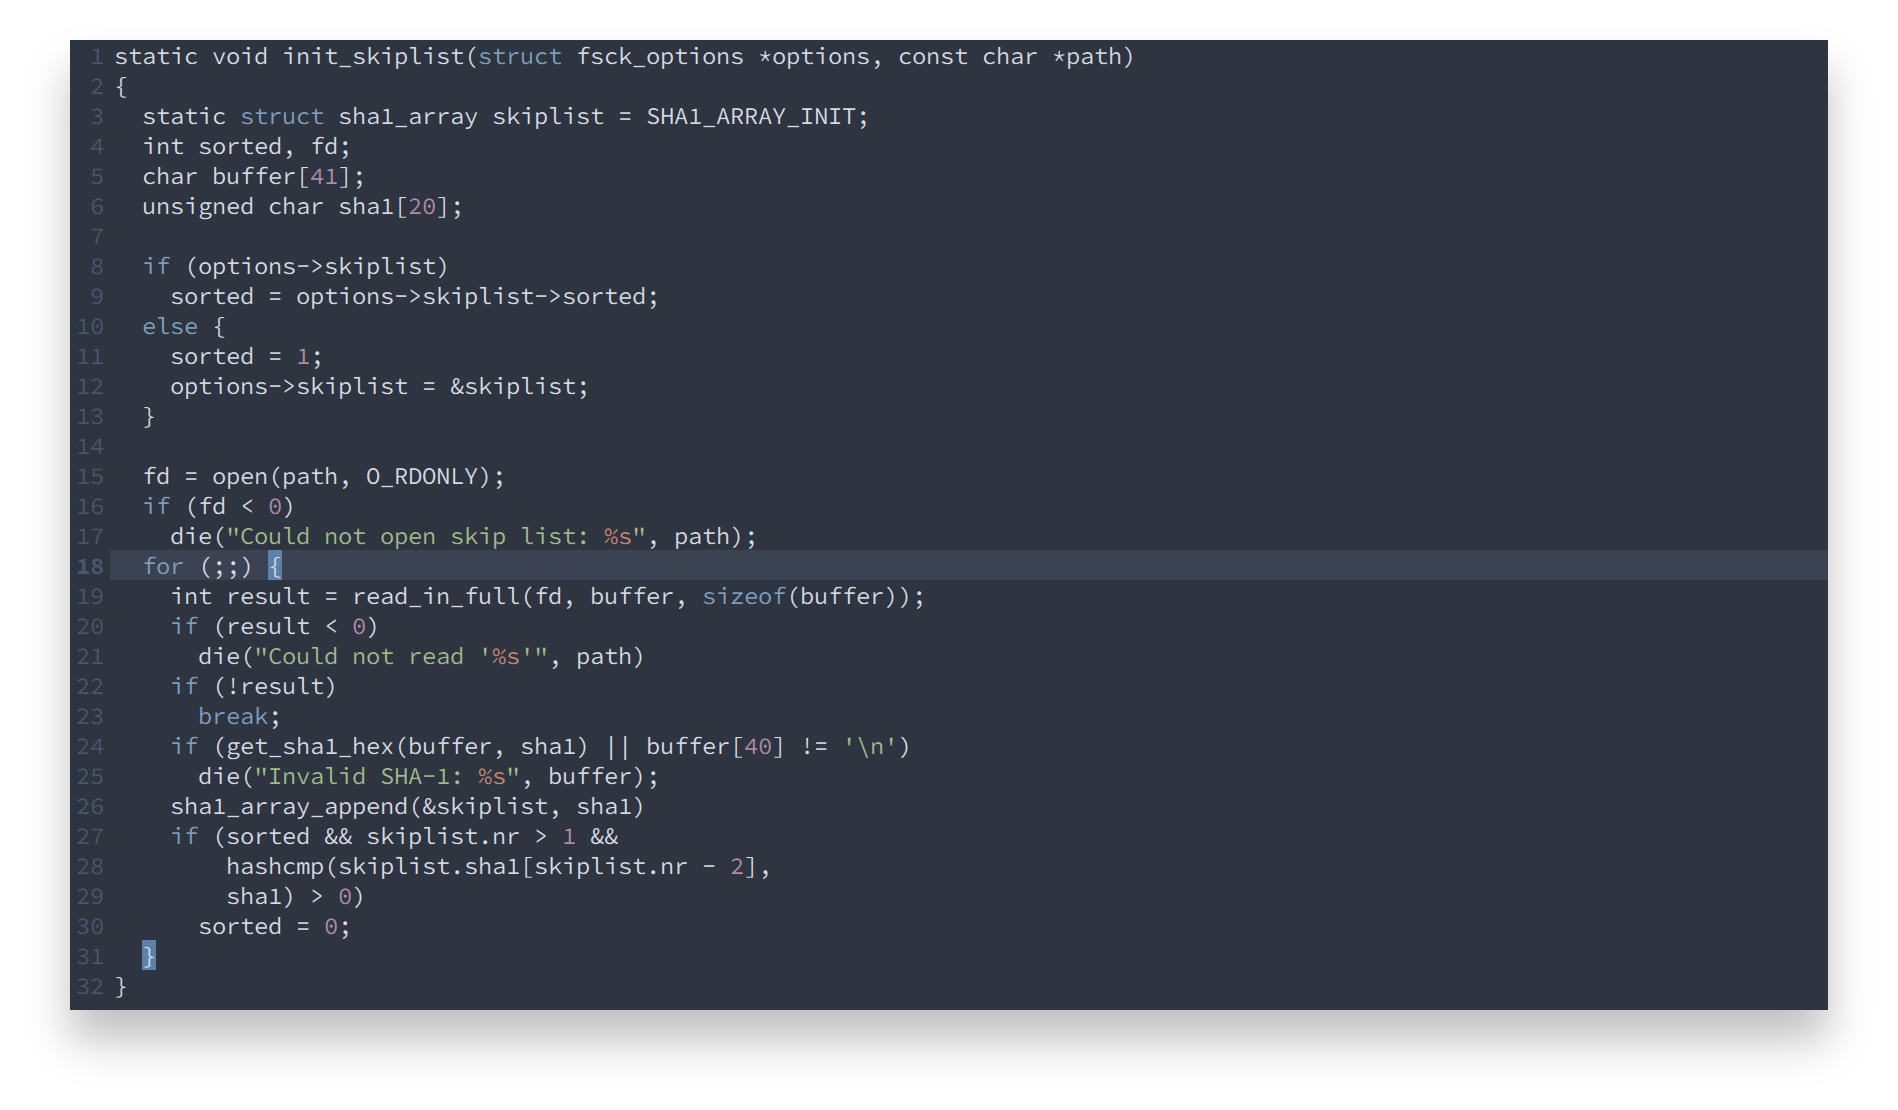 1 static void init_skiplist(struct fsck_options *options, const char *path)
2 {
3   static struct sha1_array skiplist = SHA1_ARRAY_INIT;
4   int sorted, fd;
5   char buffer[41];
6   unsigned char sha1[20];
7
8   if (options->skiplist)
9     sorted = options->skiplist->sorted;
10   else {
11     sorted = 1;
12     options->skiplist = &skiplist;
13   }
14
15   fd = open(path, O_RDONLY);
16   if (fd < 0)
17     die("Could not open skip list: %s", path);
18   for (;;) {
19     int result = read_in_full(fd, buffer, sizeof(buffer));
20     if (result < 0)
21       die("Could not read '%s'", path)
22     if (!result)
23       break;
24     if (get_sha1_hex(buffer, sha1) || buffer[40] != '\n')
25       die("Invalid SHA-1: %s", buffer);
26     sha1_array_append(&skiplist, sha1)
27     if (sorted && skiplist.nr > 1 &&
28         hashcmp(skiplist.sha1[skiplist.nr - 2],
29         sha1) > 0)
30       sorted = 0;
31   }
32 }